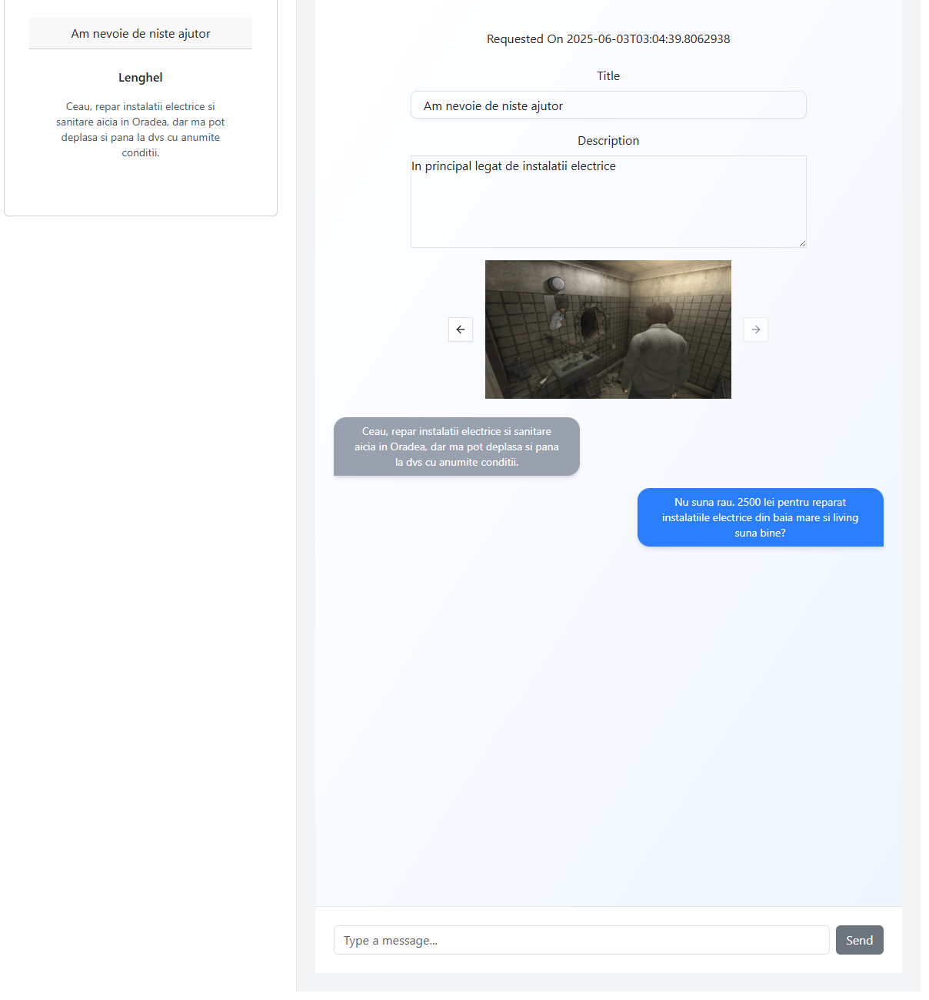 Am nevoie de niste ajutor
Lenghel
Ceau, repar instalatii electrice si
sanitare aicia in Oradea, dar ma pot
deplasa si pana la dvs cu anumite
conditii.
Requested On 2025-06-03T03:04:39.8062938
Title
Am nevoie de niste ajutor
Description
In principal legat de instalatii electrice
Ceau, repar instalatii electrice si sanitare
aicia in Oradea, dar ma pot deplasa si pana
la dvs cu anumite conditii.
Nu suna rau. 2500 lei pentru reparat
instalatiile electrice din baia mare si living
suna bine?
Type a message...
Send